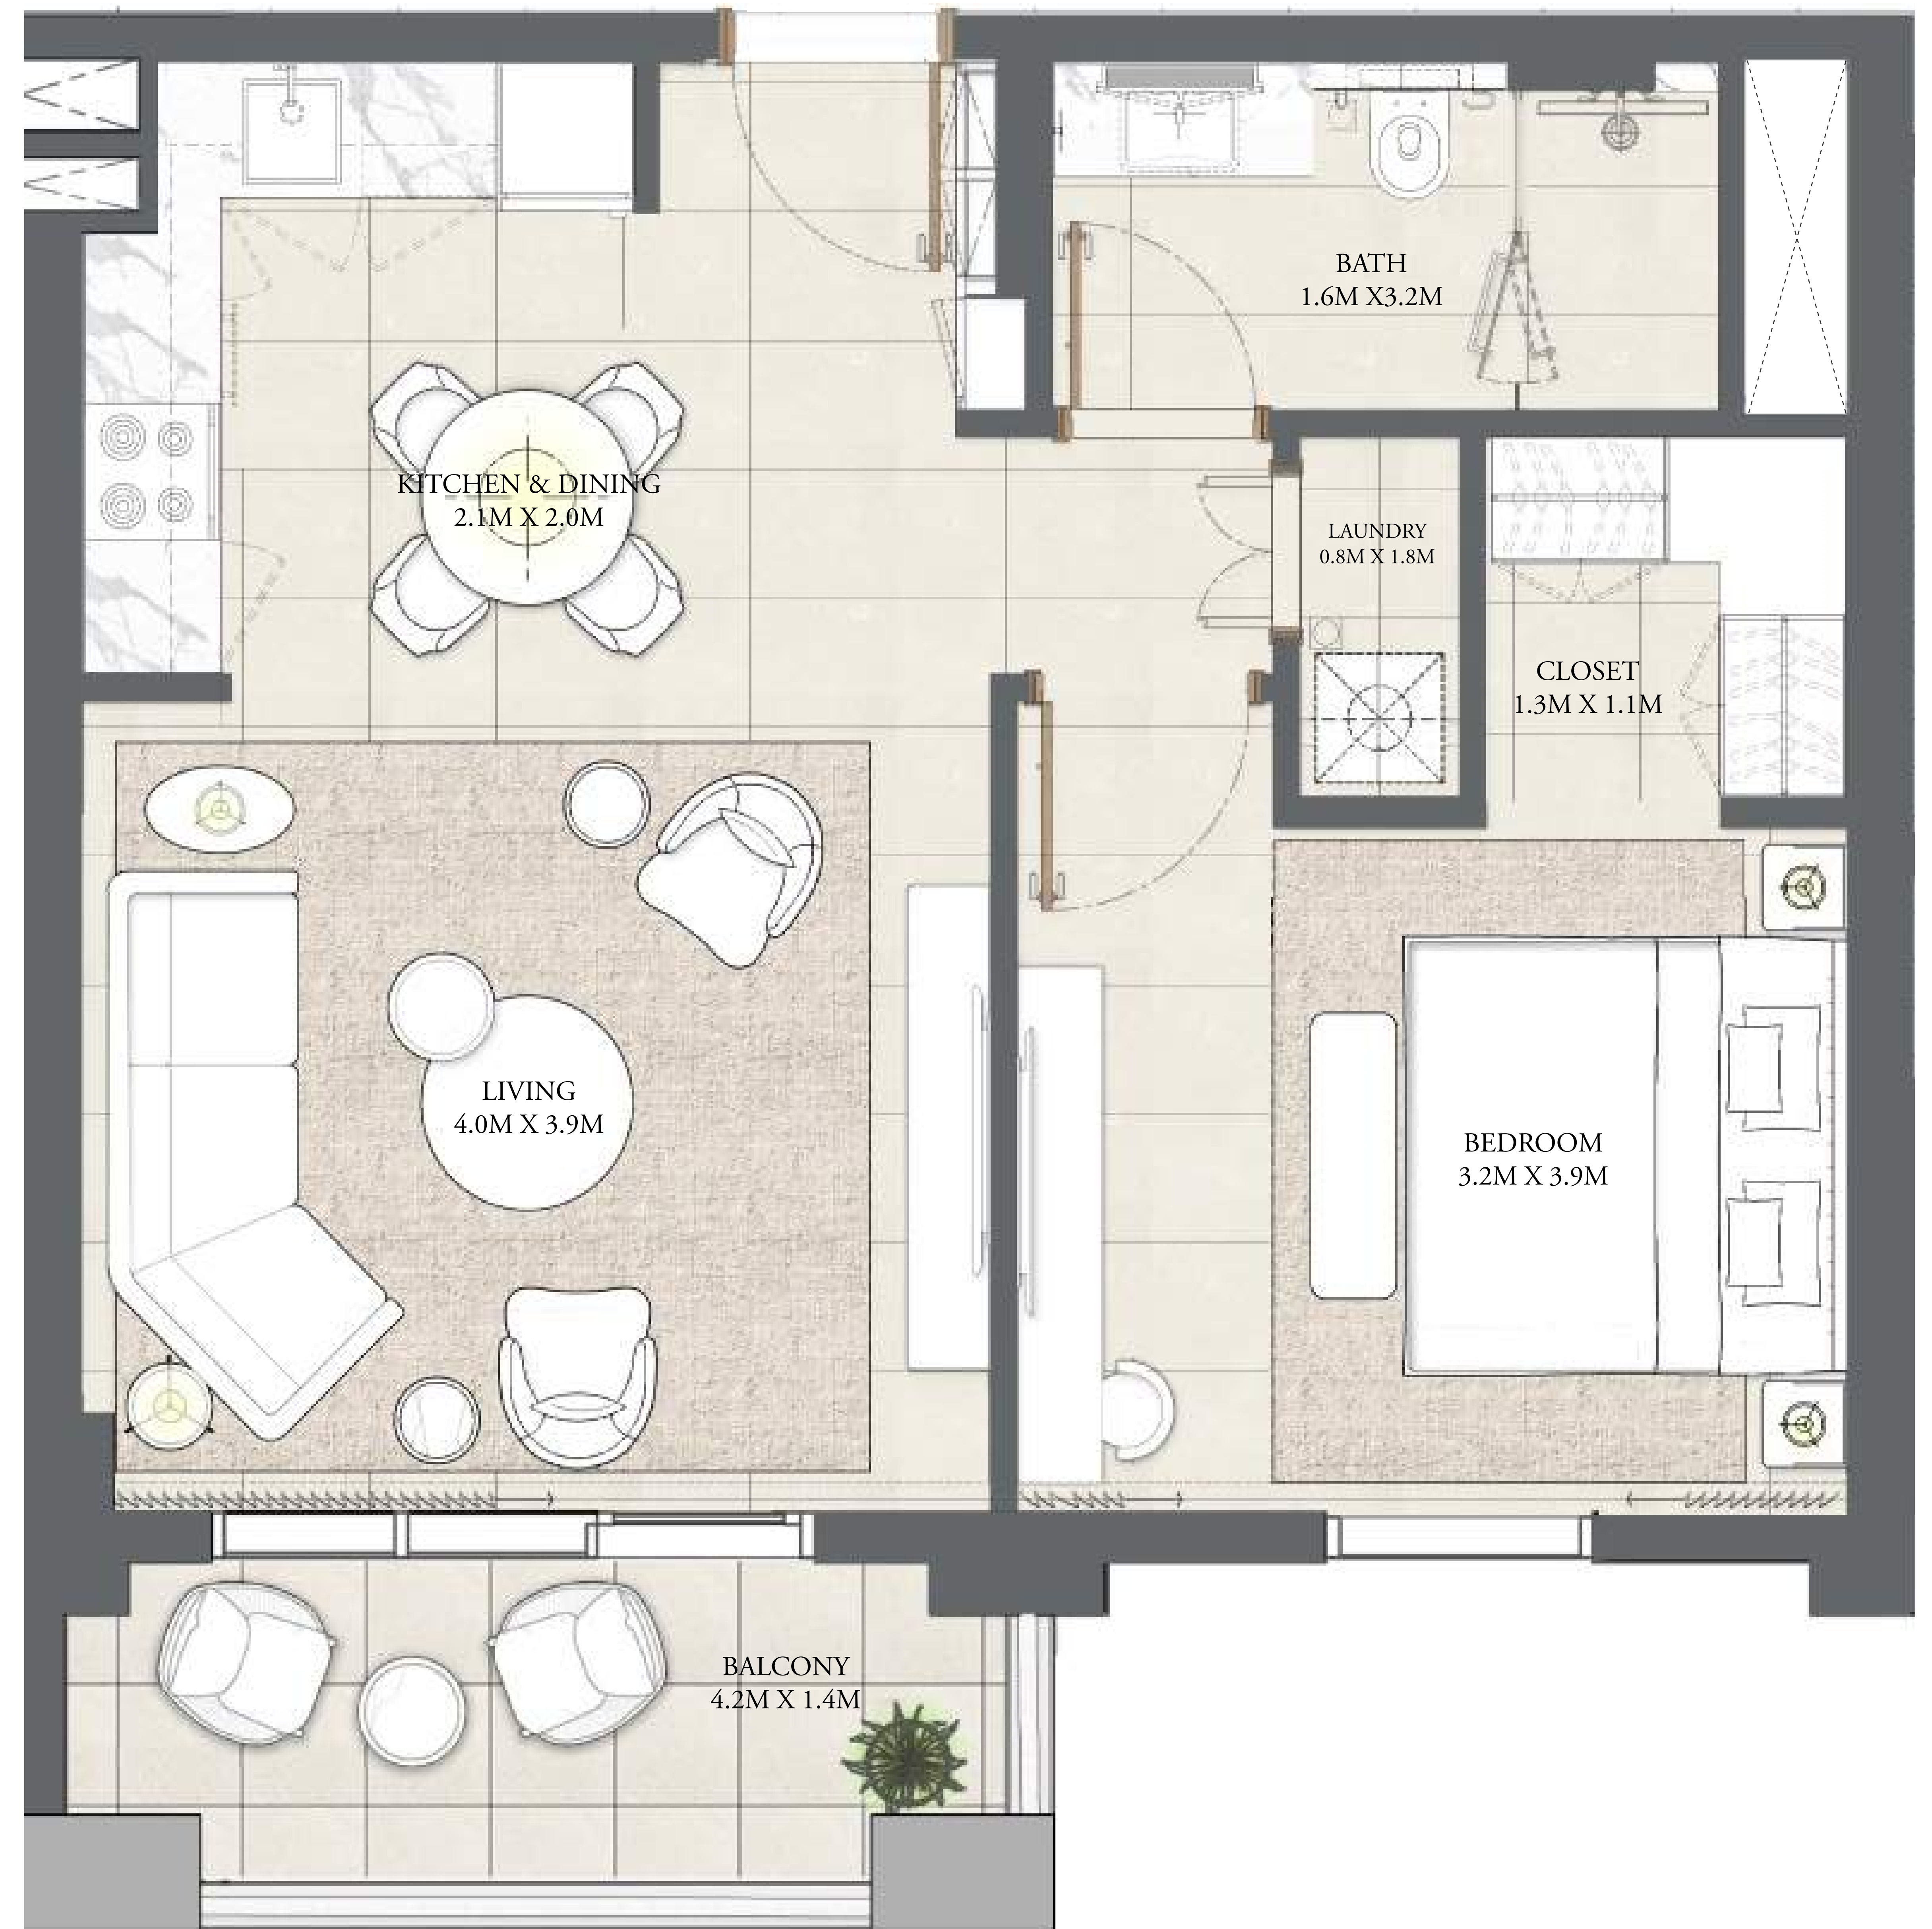 BATH
1.6M X3.2M
KITCHEN & DINING
2.1M X 2.0M
LAUNDRY
0.8M X 1.8M
CLOSET
1.3M X 1.1M
LIVING
4.0M X 3.9M
BEDROOM
3.2M X 3.9M
BALCONY
4.2M X 1.4M